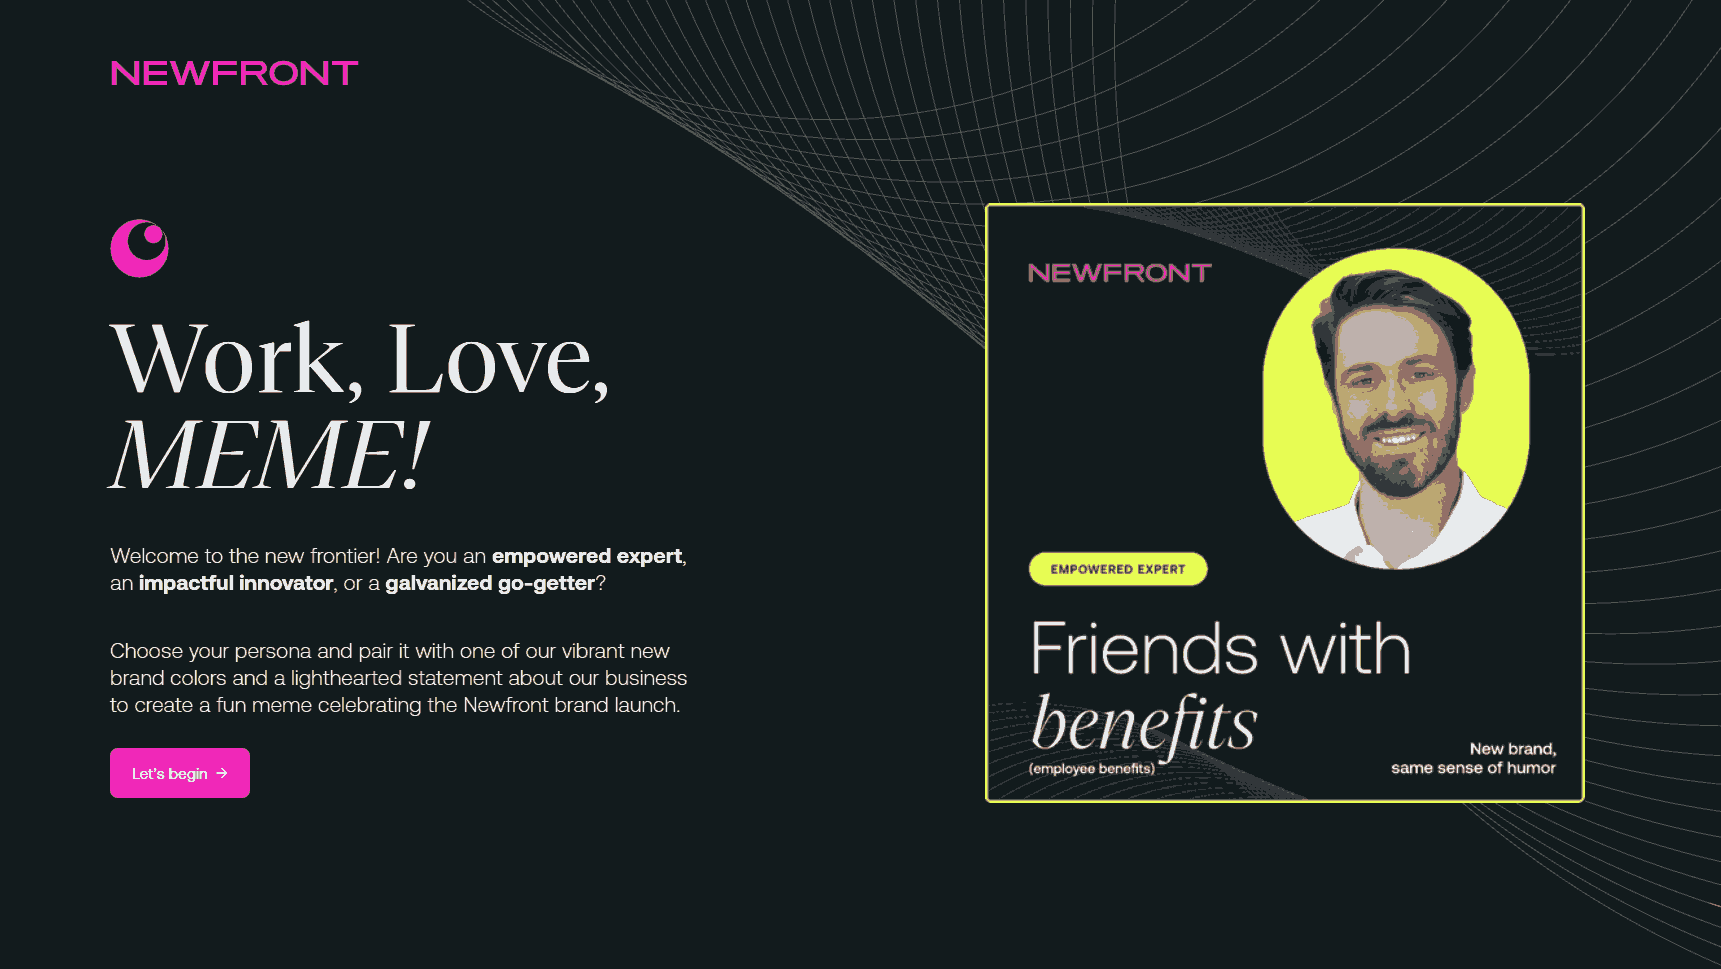 NEWFRONT
Work, Love,
MEME!
Welcome to the new frontier! Are you an empowered expert,
an impactful innovator, or a galvanized go-getter?
Choose your persona and pair it with one of our vibrant new
brand colors and a lighthearted statement about our business
to create a fun meme celebrating the Newfront brand launch.
Let's begin →
NEWFRONT
EMPOWERED EXPERT
Friends with
benefits
(employee benefits)
New brand,
same sense of humor